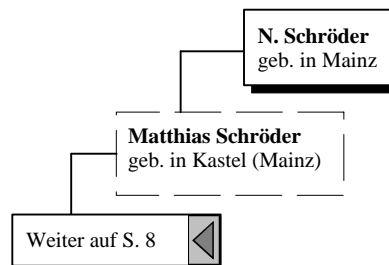 N. Schröder
geb. in Mainz
Matthias Schröder
geb. in Kastel (Mainz)
Weiter auf S. 8